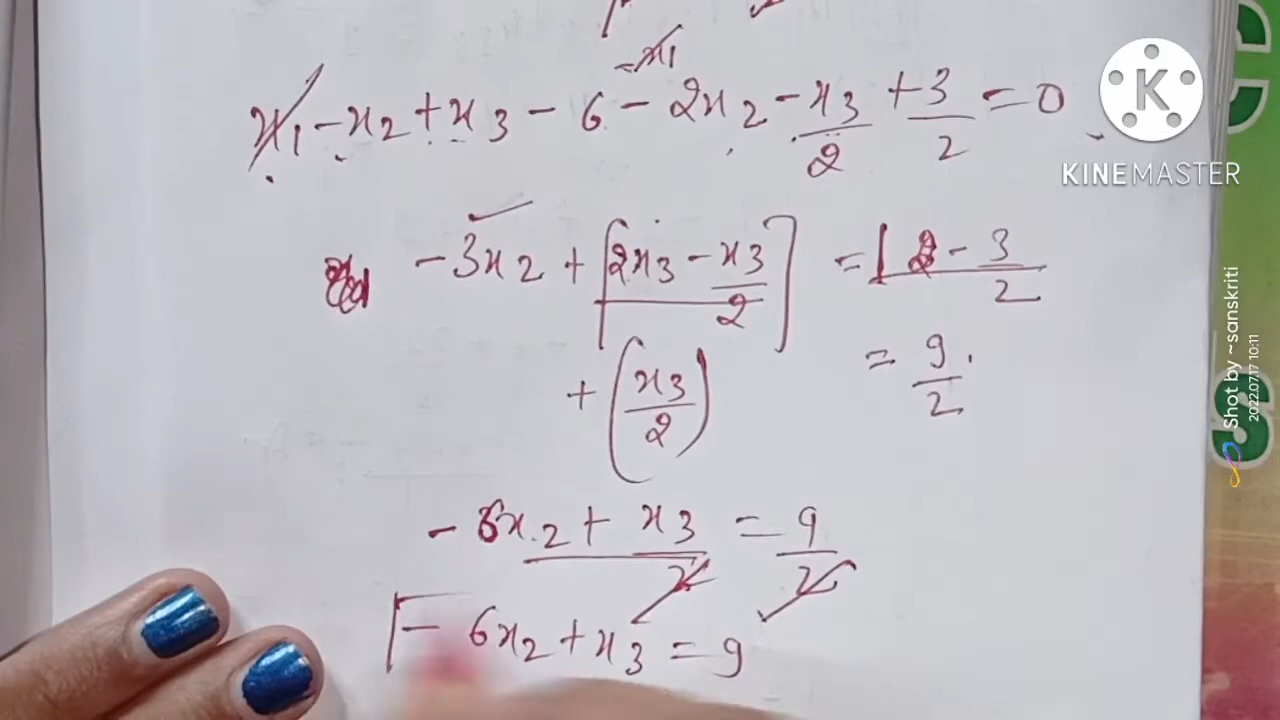 -x1
x1 - x2 + x3 - 6 - 2x2 - x3/2 + 3/2 = 0
K
KINEMASTER
-3x2 + [2x3 - x3/2] = 12 - 3/2
+ (x3/2) = 9/2.
-6x2 + x3/2 = 9/2
-6x2 + x3 = 9
Shot by ~sanskriti
2022.07.17 10:11